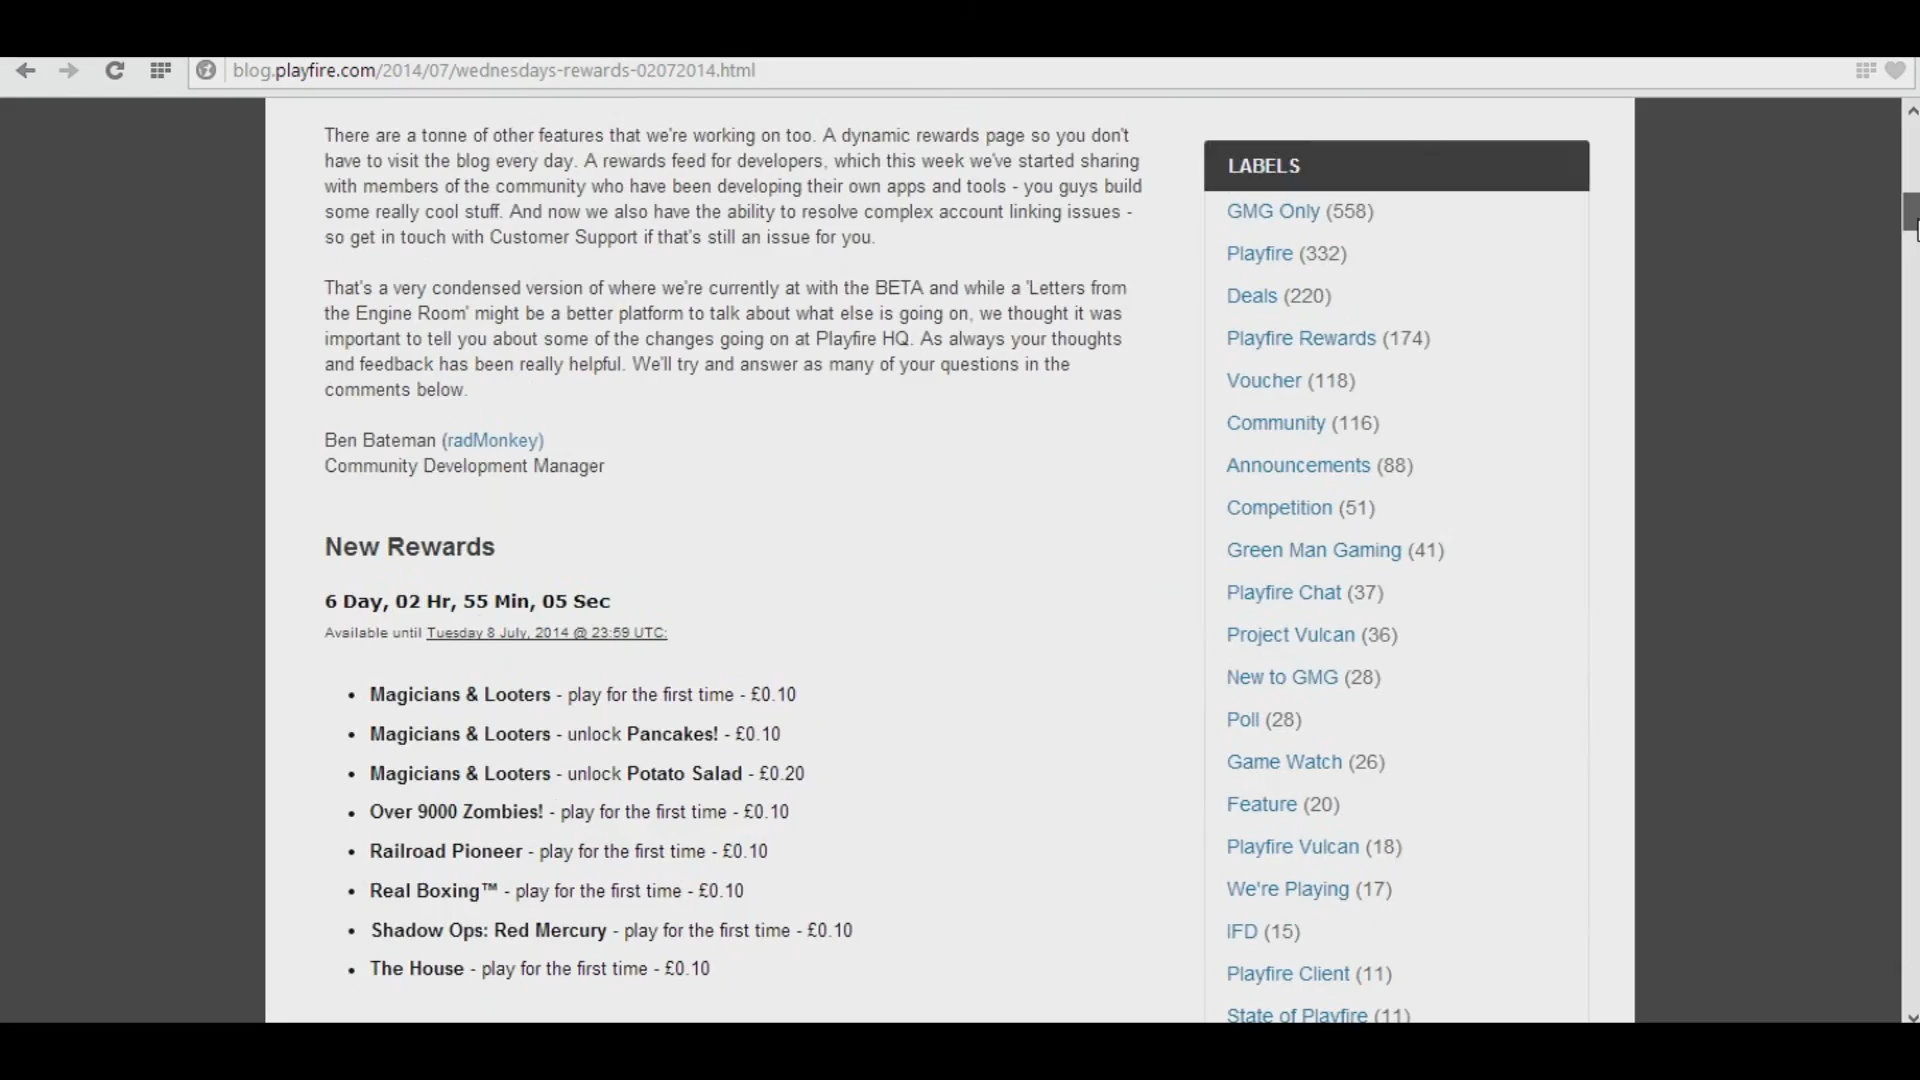 blog.playfire.com/2014/07/wednesdays-rewards-02072014.html
There are a tonne of other features that we're working on too. A dynamic rewards page so you don't
have to visit the blog every day. A rewards feed for developers, which this week we've started sharing
with members of the community who have been developing their own apps and tools - you guys build
some really cool stuff. And now we also have the ability to resolve complex account linking issues -
so get in touch with Customer Support if that's still an issue for you.
That's a very condensed version of where we're currently at with the BETA and while a 'Letters from
the Engine Room' might be a better platform to talk about what else is going on, we thought it was
important to tell you about some of the changes going on at Playfire HQ. As always your thoughts
and feedback has been really helpful. We'll try and answer as many of your questions in the
comments below.
Ben Bateman (radMonkey)
Community Development Manager
New Rewards
6 Day, 02 Hr, 55 Min, 05 Sec
Available until Tuesday 8 July, 2014 @ 23:59 UTC:
• Magicians & Looters - play for the first time - £0.10
• Magicians & Looters - unlock Pancakes! - £0.10
• Magicians & Looters - unlock Potato Salad - £0.20
• Over 9000 Zombies! - play for the first time - £0.10
• Railroad Pioneer - play for the first time - £0.10
• Real Boxing™ - play for the first time - £0.10
• Shadow Ops: Red Mercury - play for the first time - £0.10
• The House - play for the first time - £0.10
LABELS
GMG Only (558)
Playfire (332)
Deals (220)
Playfire Rewards (174)
Voucher (118)
Community (116)
Announcements (88)
Competition (51)
Green Man Gaming (41)
Playfire Chat (37)
Project Vulcan (36)
New to GMG (28)
Poll (28)
Game Watch (26)
Feature (20)
Playfire Vulcan (18)
We're Playing (17)
IFD (15)
Playfire Client (11)
State of Playfire (11)